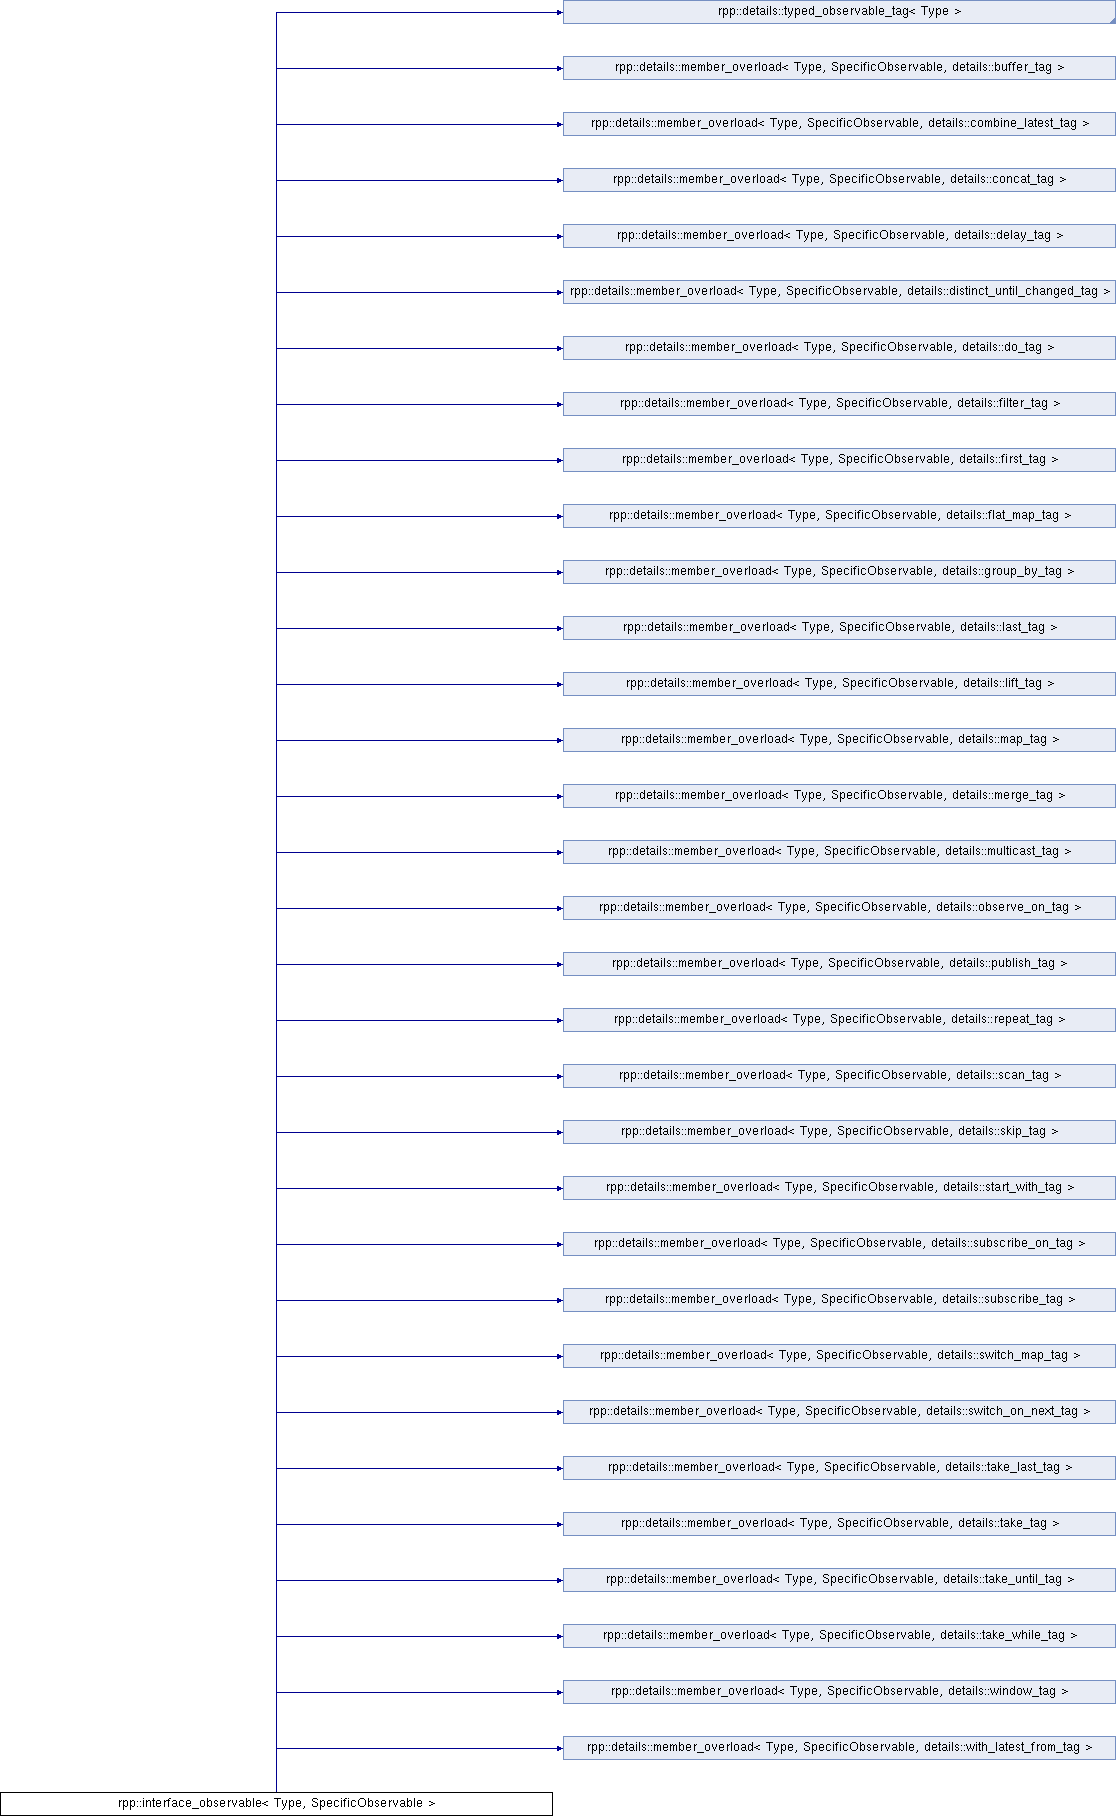 rpp::details::typed_observable_tag< Type >
rpp::details::member_overload< Type, SpecificObservable, details::buffer_tag >
rpp::details::member_overload< Type, SpecificObservable, details::combine_latest_tag >
rpp::details::member_overload< Type, SpecificObservable, details::concat_tag >
rpp::details::member_overload< Type, SpecificObservable, details::delay_tag >
rpp::details::member_overload< Type, SpecificObservable, details::distinct_until_changed_tag >
rpp::details::member_overload< Type, SpecificObservable, details::do_tag >
rpp::details::member_overload< Type, SpecificObservable, details::filter_tag >
rpp::details::member_overload< Type, SpecificObservable, details::first_tag >
rpp::details::member_overload< Type, SpecificObservable, details::flat_map_tag >
rpp::details::member_overload< Type, SpecificObservable, details::group_by_tag >
rpp::details::member_overload< Type, SpecificObservable, details::last_tag >
rpp::details::member_overload< Type, SpecificObservable, details::lift_tag >
rpp::details::member_overload< Type, SpecificObservable, details::map_tag >
rpp::details::member_overload< Type, SpecificObservable, details::merge_tag >
rpp::details::member_overload< Type, SpecificObservable, details::multicast_tag >
rpp::details::member_overload< Type, SpecificObservable, details::observe_on_tag >
rpp::details::member_overload< Type, SpecificObservable, details::publish_tag >
rpp::details::member_overload< Type, SpecificObservable, details::repeat_tag >
rpp::details::member_overload< Type, SpecificObservable, details::scan_tag >
rpp::details::member_overload< Type, SpecificObservable, details::skip_tag >
rpp::details::member_overload< Type, SpecificObservable, details::start_with_tag >
rpp::details::member_overload< Type, SpecificObservable, details::subscribe_on_tag >
rpp::details::member_overload< Type, SpecificObservable, details::subscribe_tag >
rpp::details::member_overload< Type, SpecificObservable, details::switch_map_tag >
rpp::details::member_overload< Type, SpecificObservable, details::switch_on_next_tag >
rpp::details::member_overload< Type, SpecificObservable, details::take_last_tag >
rpp::details::member_overload< Type, SpecificObservable, details::take_tag >
rpp::details::member_overload< Type, SpecificObservable, details::take_until_tag >
rpp::details::member_overload< Type, SpecificObservable, details::take_while_tag >
rpp::details::member_overload< Type, SpecificObservable, details::window_tag >
rpp::details::member_overload< Type, SpecificObservable, details::with_latest_from_tag >
rpp::interface_observable< Type, SpecificObservable >